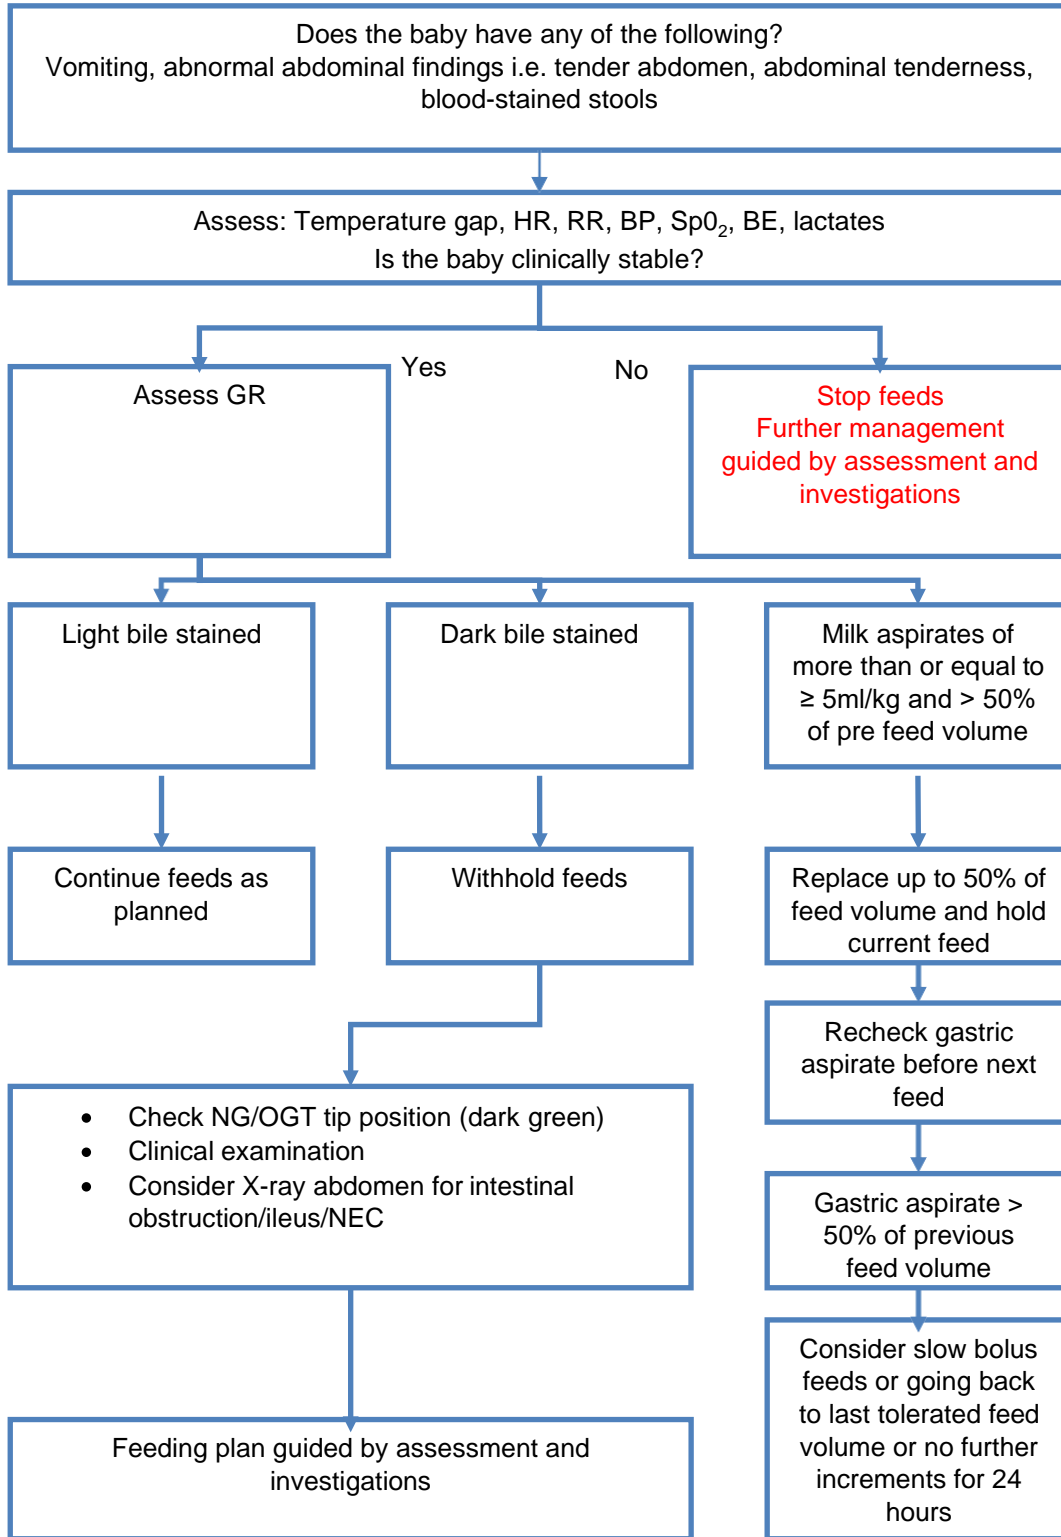 Does the baby have any of the following?
Vomiting, abnormal abdominal findings i.e. tender abdomen, abdominal tenderness,
blood-stained stools
Assess: Temperature gap, HR, RR, BP, Sp0₂, BE, lactates
Is the baby clinically stable?
Yes
No
Assess GR
Stop feeds
Further management
guided by assessment and
investigations
Light bile stained
Dark bile stained
Milk aspirates of
more than or equal to
≥ 5ml/kg and > 50%
of pre feed volume
Continue feeds as
planned
Withhold feeds
Replace up to 50% of
feed volume and hold
current feed
Recheck gastric
aspirate before next
feed
• Check NG/OGT tip position (dark green)
• Clinical examination
• Consider X-ray abdomen for intestinal
obstruction/ileus/NEC
Gastric aspirate >
50% of previous
feed volume
Feeding plan guided by assessment and
investigations
Consider slow bolus
feeds or going back
to last tolerated feed
volume or no further
increments for 24
hours